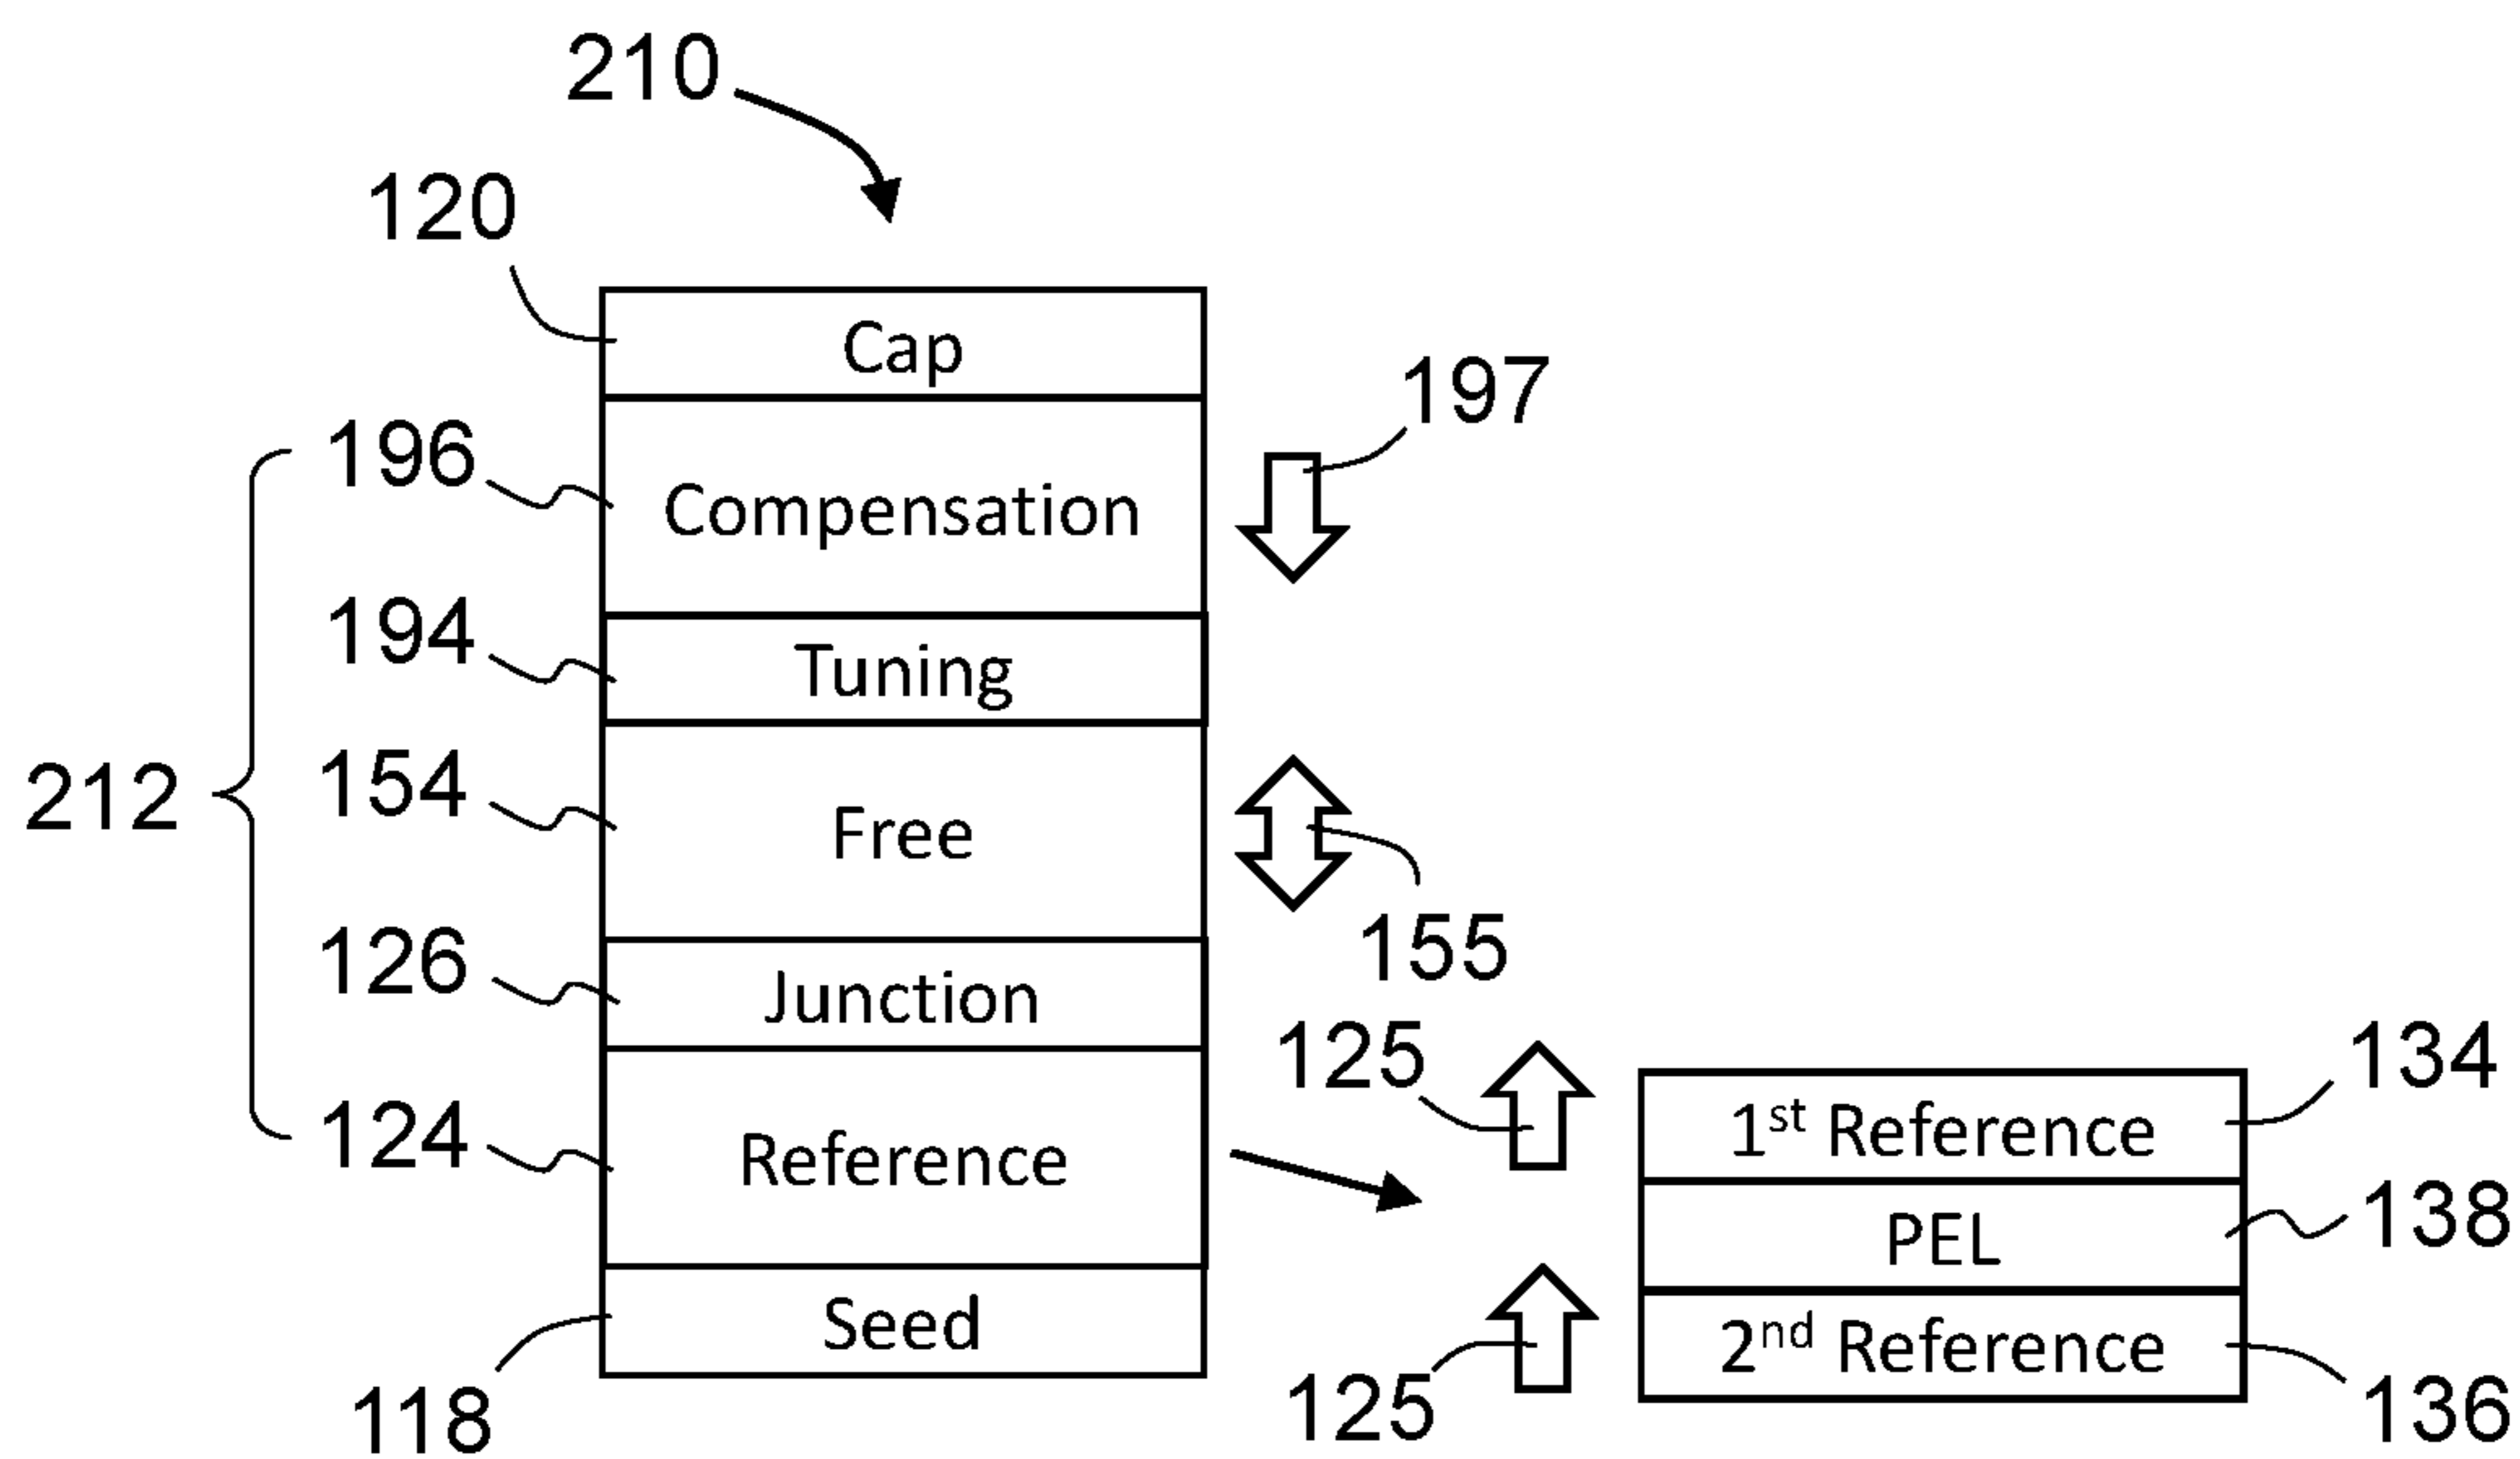 210
120
Cap
197
196
Compensation
194
Tuning
212
154
Free
155
126
Junction
125
134
124
Reference
1st Reference
138
PEL
Seed
2nd Reference
118
125
136